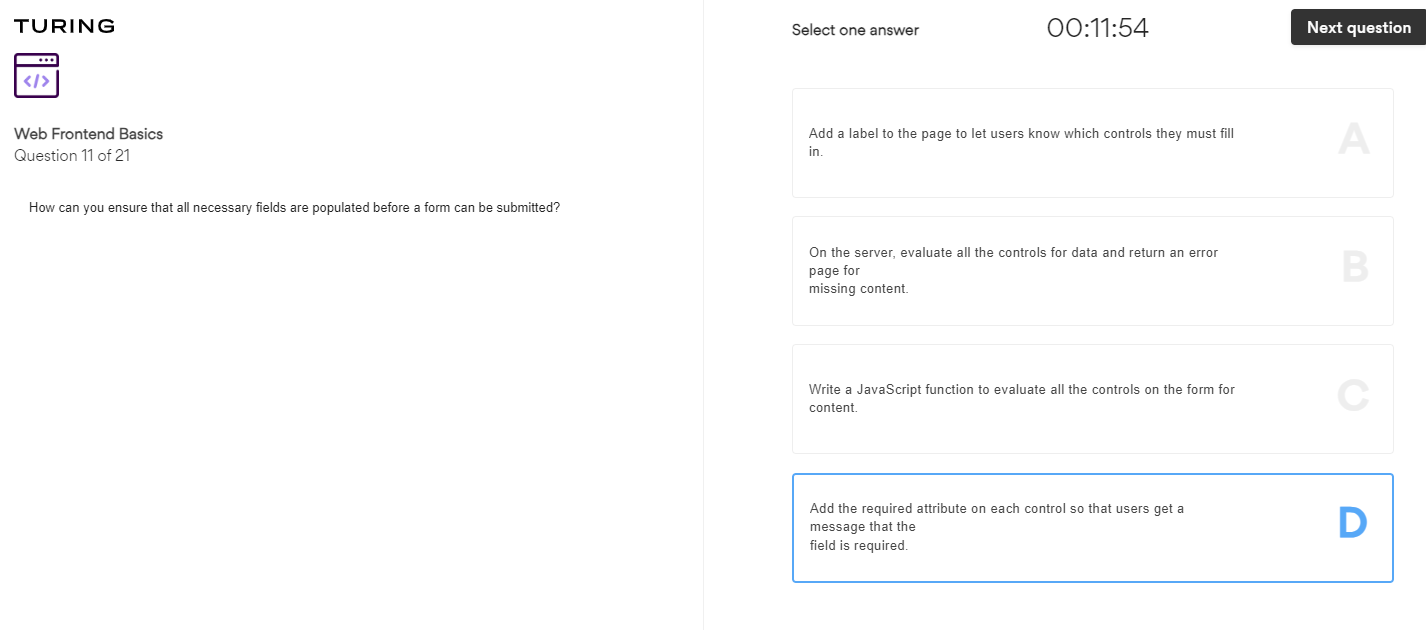 TURING
</>
Web Frontend Basics
Question 11 of 21
How can you ensure that all necessary fields are populated before a form can be submitted?
Select one answer
00:11:54
Next question
Add a label to the page to let users know which controls they must fill
in.
A
On the server, evaluate all the controls for data and return an error
page for
missing content.
B
Write a JavaScript function to evaluate all the controls on the form for
content.
C
Add the required attribute on each control so that users get a
message that the
field is required.
D